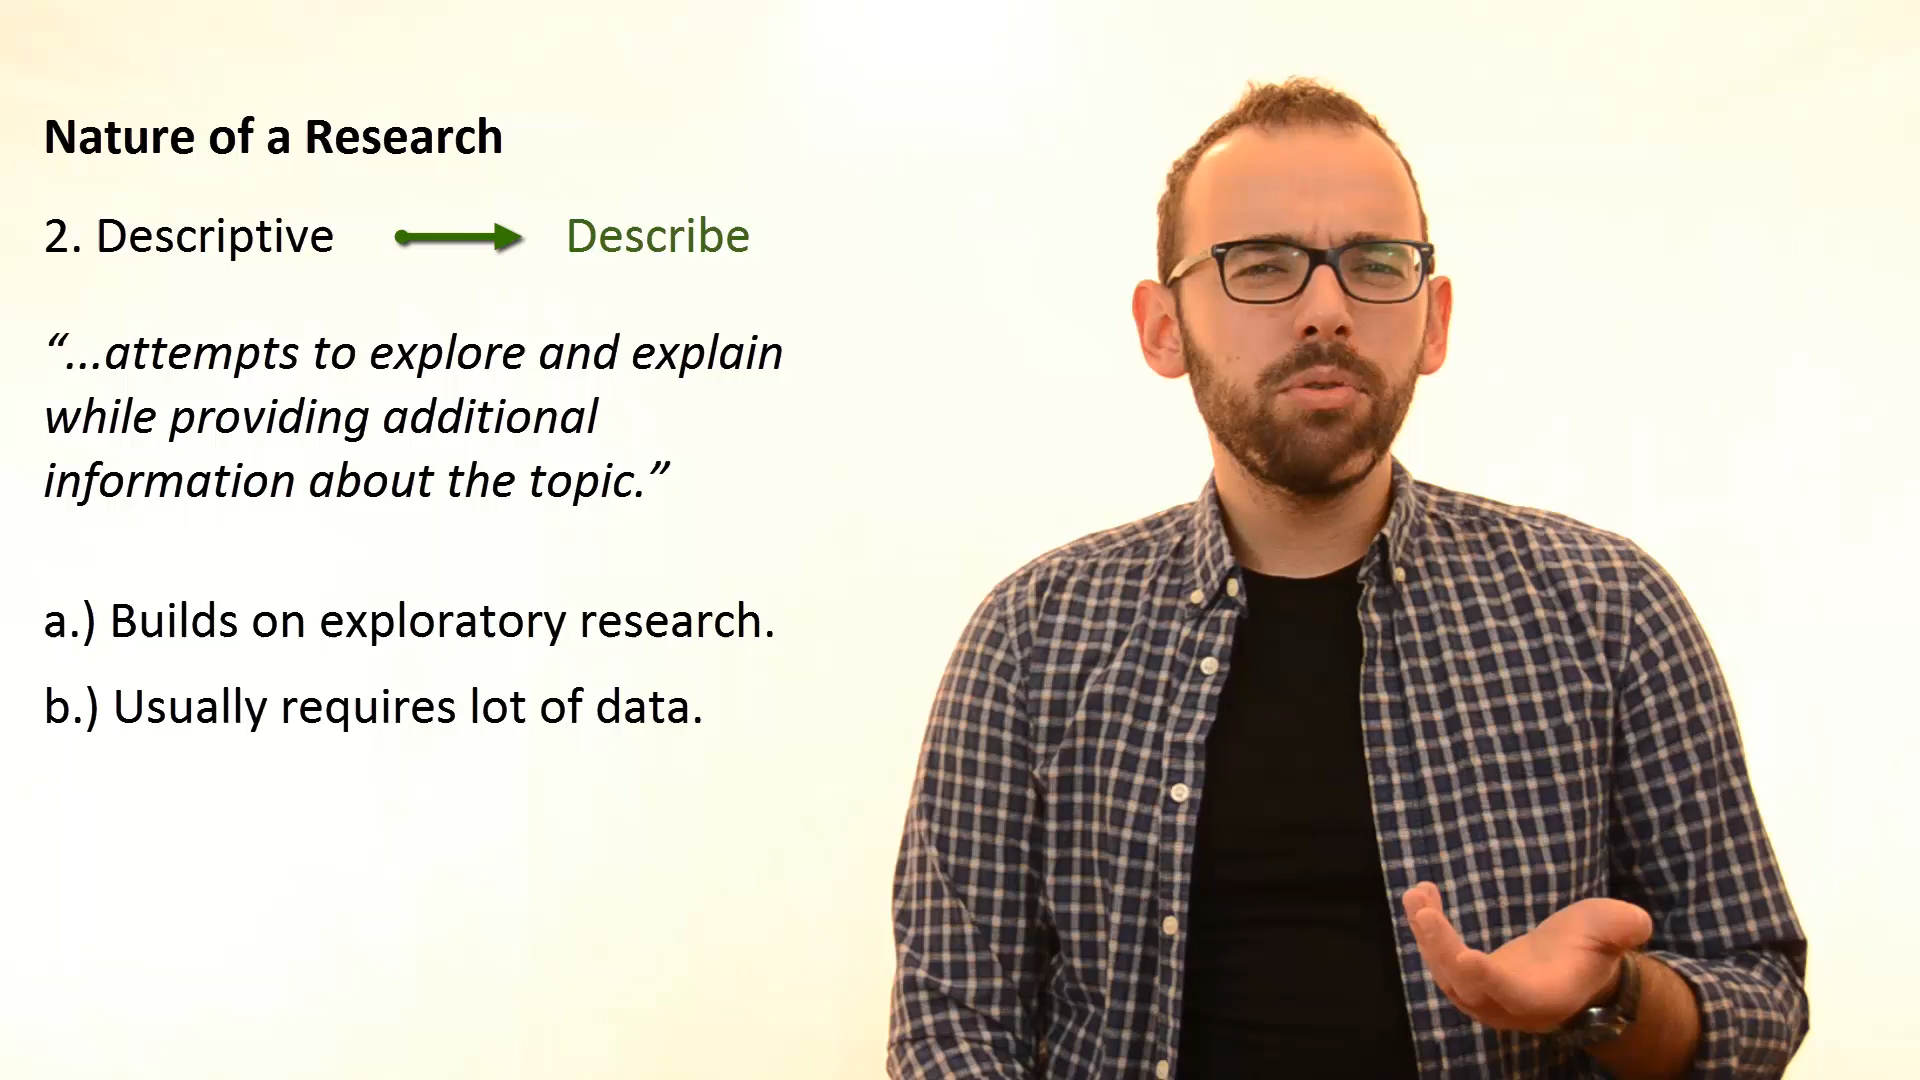 Nature of a Research
2. Descriptive Describe
“...attempts to explore and explain
while providing additional
information about the topic.”
a.) Builds on exploratory research.
b.) Usually requires lot of data.